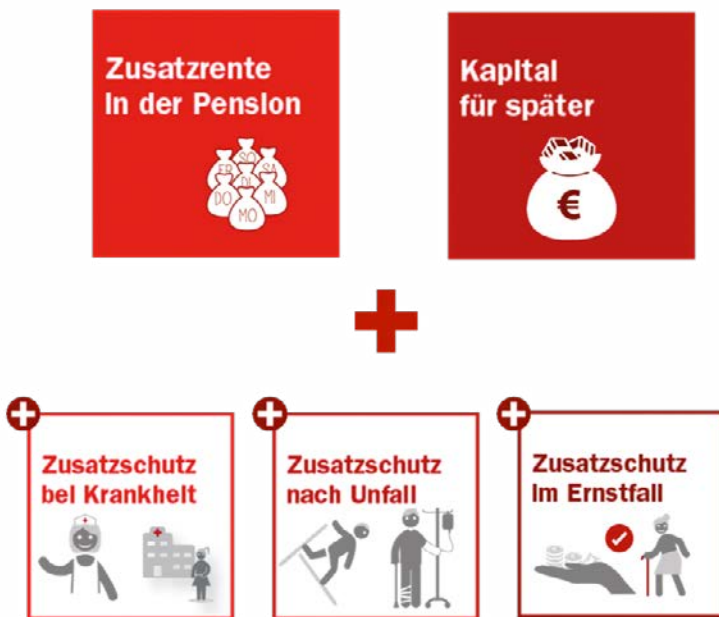 Zusatzrente
in der Pension
SO
FR
SA
DI
DO
MI
MO
Kapital
für später
€
Zusatzschutz
bei Krankheit
Zusatzschutz
nach Unfall
Zusatzschutz
im Ernstfall